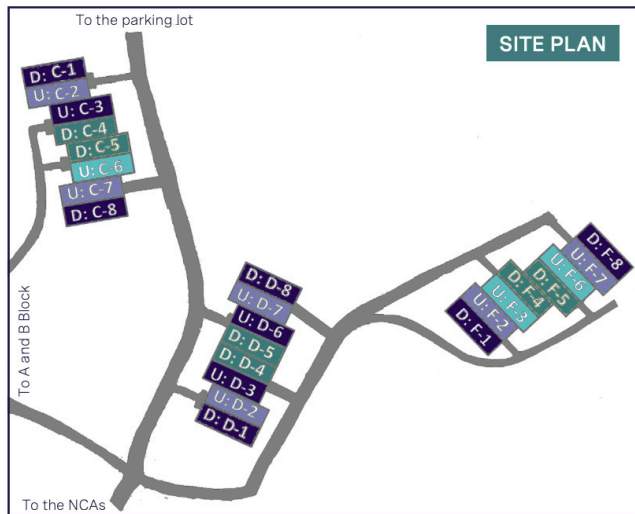 To the parking lot
SITE PLAN
D: C-1
U: C-2
U: C-3
D: C-4
D: C-5
U: C-6
U: C-7
D: C-8
To A and B Block
D: D-8
U: D-7
U: D-6
D: D-5
D: D-4
U: D-3
U: D-2
D: D-1
D: F-1
U: F-2
U: F-3
D: F-4
D: F-5
U: F-6
U: F-7
D: F-8
To the NCAs